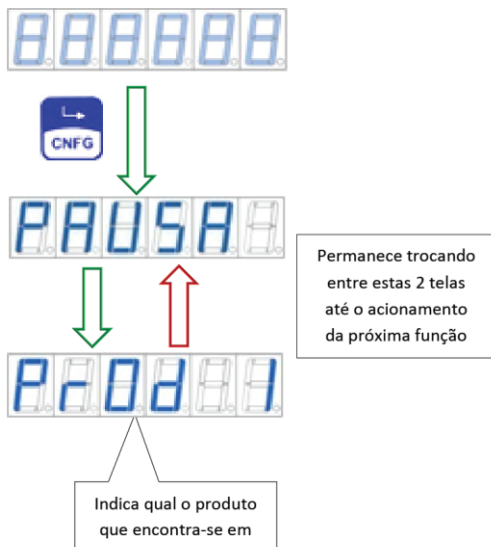 888888
CNFG
PAUSA
Permanece trocando
entre estas 2 telas
até o acionamento
da próxima função
Prod 1
Indica qual o produto
que encontra-se em